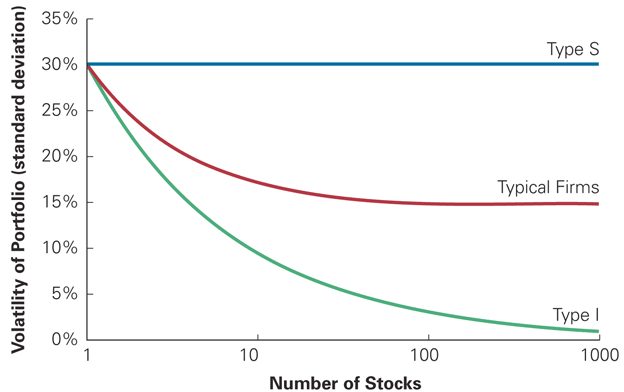 Volatility of Portfolio (standard deviation)
35%
30%
25%
20%
15%
10%
5%
0%
Type S
Typical Firms
Type I
1
10
100
1000
Number of Stocks